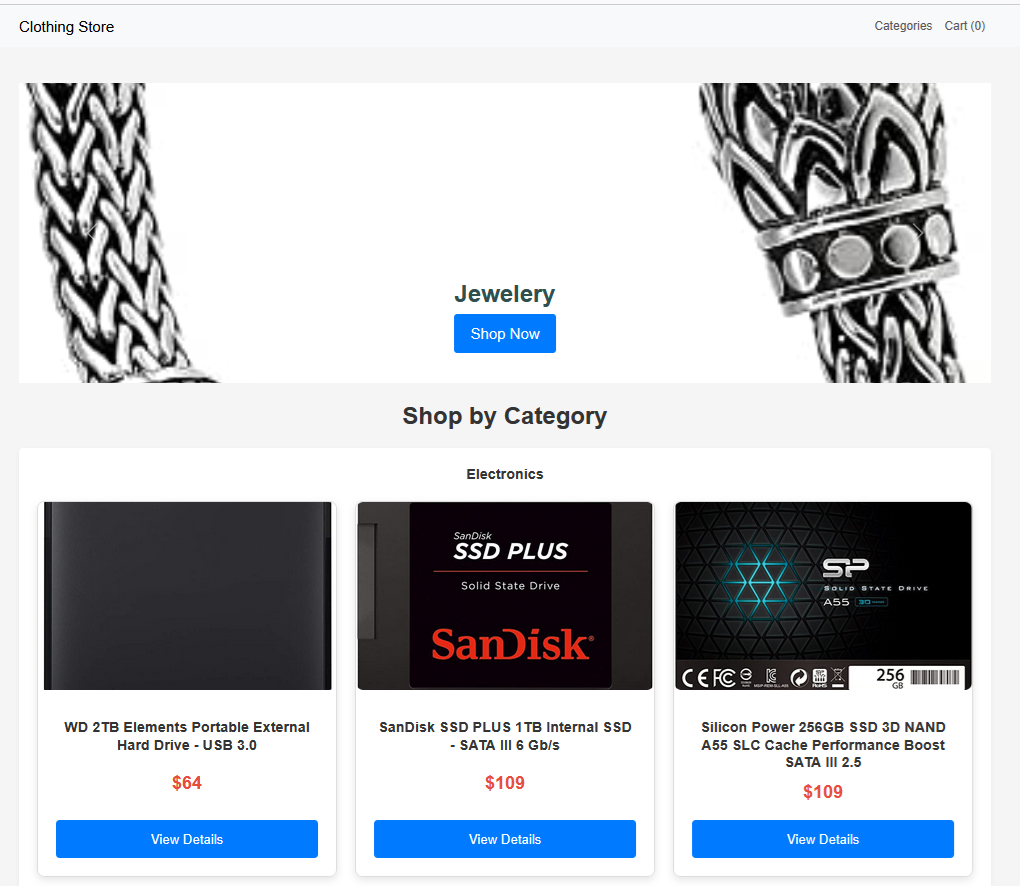 Clothing Store
Categories
Cart (0)
Jewelery
Shop Now
Shop by Category
Electronics
SanDisk
SSD PLUS
Solid State Drive
SanDisk®
SP
SOLID STATE DRIVE
A55 3D
256
GB
WD 2TB Elements Portable External
Hard Drive - USB 3.0
$64
View Details
SanDisk SSD PLUS 1TB Internal SSD
- SATA III 6 Gb/s
$109
View Details
Silicon Power 256GB SSD 3D NAND
A55 SLC Cache Performance Boost
SATA III 2.5
$109
View Details